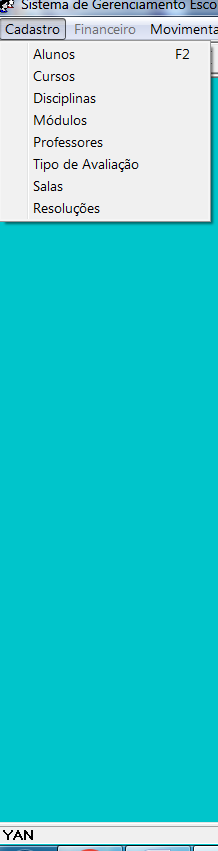 Sistema de Gerenciamento Esco
Cadastro Financeiro Movimenta
Alunos F2
Cursos
Disciplinas
Módulos
Professores
Tipo de Avaliação
Salas
Resoluções
YAN